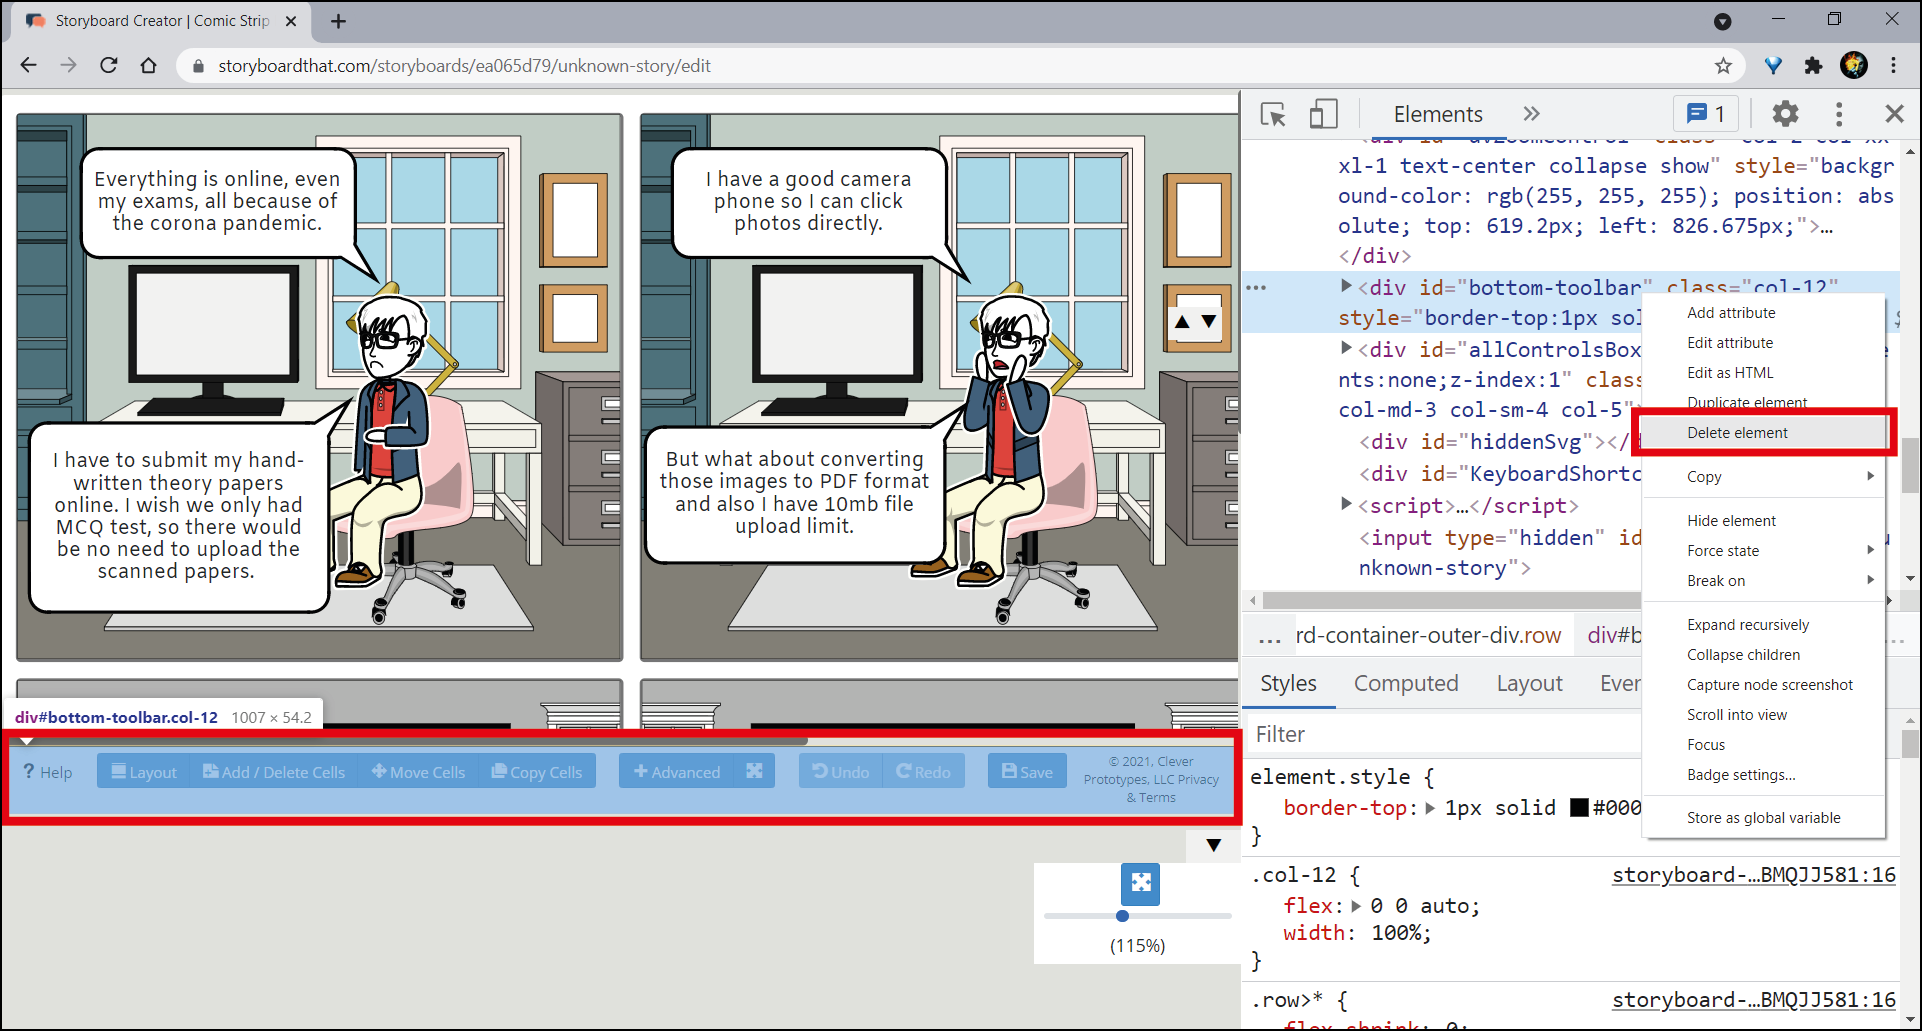 Storyboard Creator | Comic Strip
storyboardthat.com/storyboards/ea065d79/unknown-story/edit
Everything is online, even
my exams, all because of
the corona pandemic.
I have to submit my hand-
written theory papers
online. I wish we only had
MCQ test, so there would
be no need to upload the
scanned papers.
I have a good camera
phone so I can click
photos directly.
But what about converting
those images to PDF format
and also I have 10mb file
upload limit.
div#bottom-toolbar.col-12 1007 × 54.2
? Help
Layout
Add / Delete Cells
Move Cells
Copy Cells
Advanced
Undo
Redo
Save
© 2021, Clever
Prototypes, LLC Privacy
& Terms
(115%)
Elements
1
xl-1 text-center collapse show" style="backgr
ound-color: rgb(255, 255, 255); position: abs
olute; top: 619.2px; left: 826.675px;">…
</div>
<div id="bottom-toolbar" class="col-12"
style="border-top:1px sol
<div id="allControlsBox
nts:none;z-index:1" clas
col-md-3 col-sm-4 col-5"
<div id="hiddenSvg"></
<div id="KeyboardShortc
<script>…</script>
<input type="hidden" id
nknown-story">
Add attribute
Edit attribute
Edit as HTML
Duplicate element
Delete element
Copy
Hide element
Force state
Break on
Expand recursively
Collapse children
Capture node screenshot
Scroll into view
Focus
Badge settings...
Store as global variable
... rd-container-outer-div.row div#b
Styles
Computed
Layout
Even
Filter
element.style {
border-top: 1px solid #000
}
.col-12 {
storyboard-…BMQJJ581:16
flex: 0 0 auto;
width: 100%;
}
.row>* {
storyboard-…BMQJJ581:16